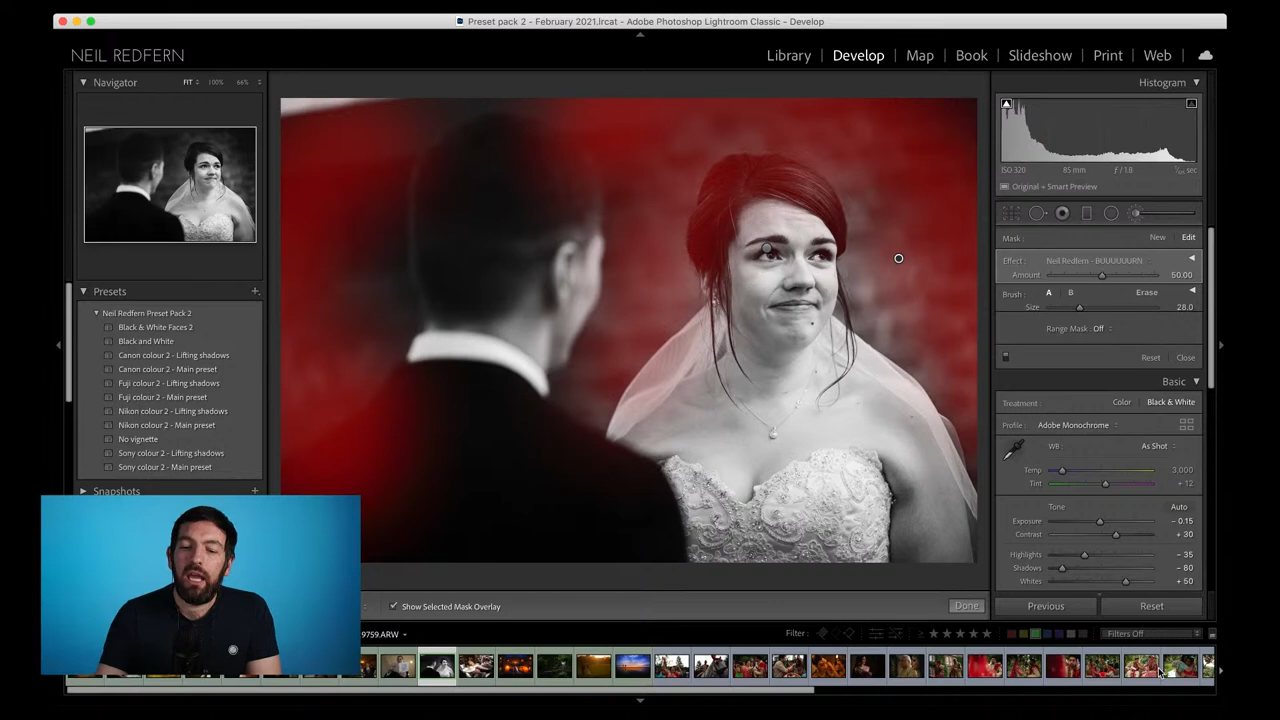 Preset pack 2 - February 2021.lrcat - Adobe Photoshop Lightroom Classic - Develop
NEIL REDFERN
Library | Develop | Map | Book | Slideshow | Print | Web
Navigator FIT 100% 66%
Presets +
Neil Redfern Preset Pack 2
Black & White Faces 2
Black and White
Canon colour 2 - Lifting shadows
Canon colour 2 - Main preset
Fuji colour 2 - Lifting shadows
Fuji colour 2 - Main preset
Nikon colour 2 - Lifting shadows
Nikon colour 2 - Main preset
No vignette
Sony colour 2 - Lifting shadows
Sony colour 2 - Main preset
Snapshots +
Histogram
ISO 320 85 mm ƒ / 1.8 sec
Original + Smart Preview
Mask : New Edit
Effect : Neil Redfern - BUUUUUURN
Amount 50.00
Brush : A B Erase
Size 28.0
Range Mask : Off
Reset Close
Basic
Treatment : Color Black & White
Profile : Adobe Monochrome
WB : As Shot
Temp 3,000
Tint + 12
Tone Auto
Exposure - 0.15
Contrast + 30
Highlights - 35
Shadows - 80
Whites + 50
Previous Reset
Show Selected Mask Overlay Done
9759.ARW
Filter : Filters Off